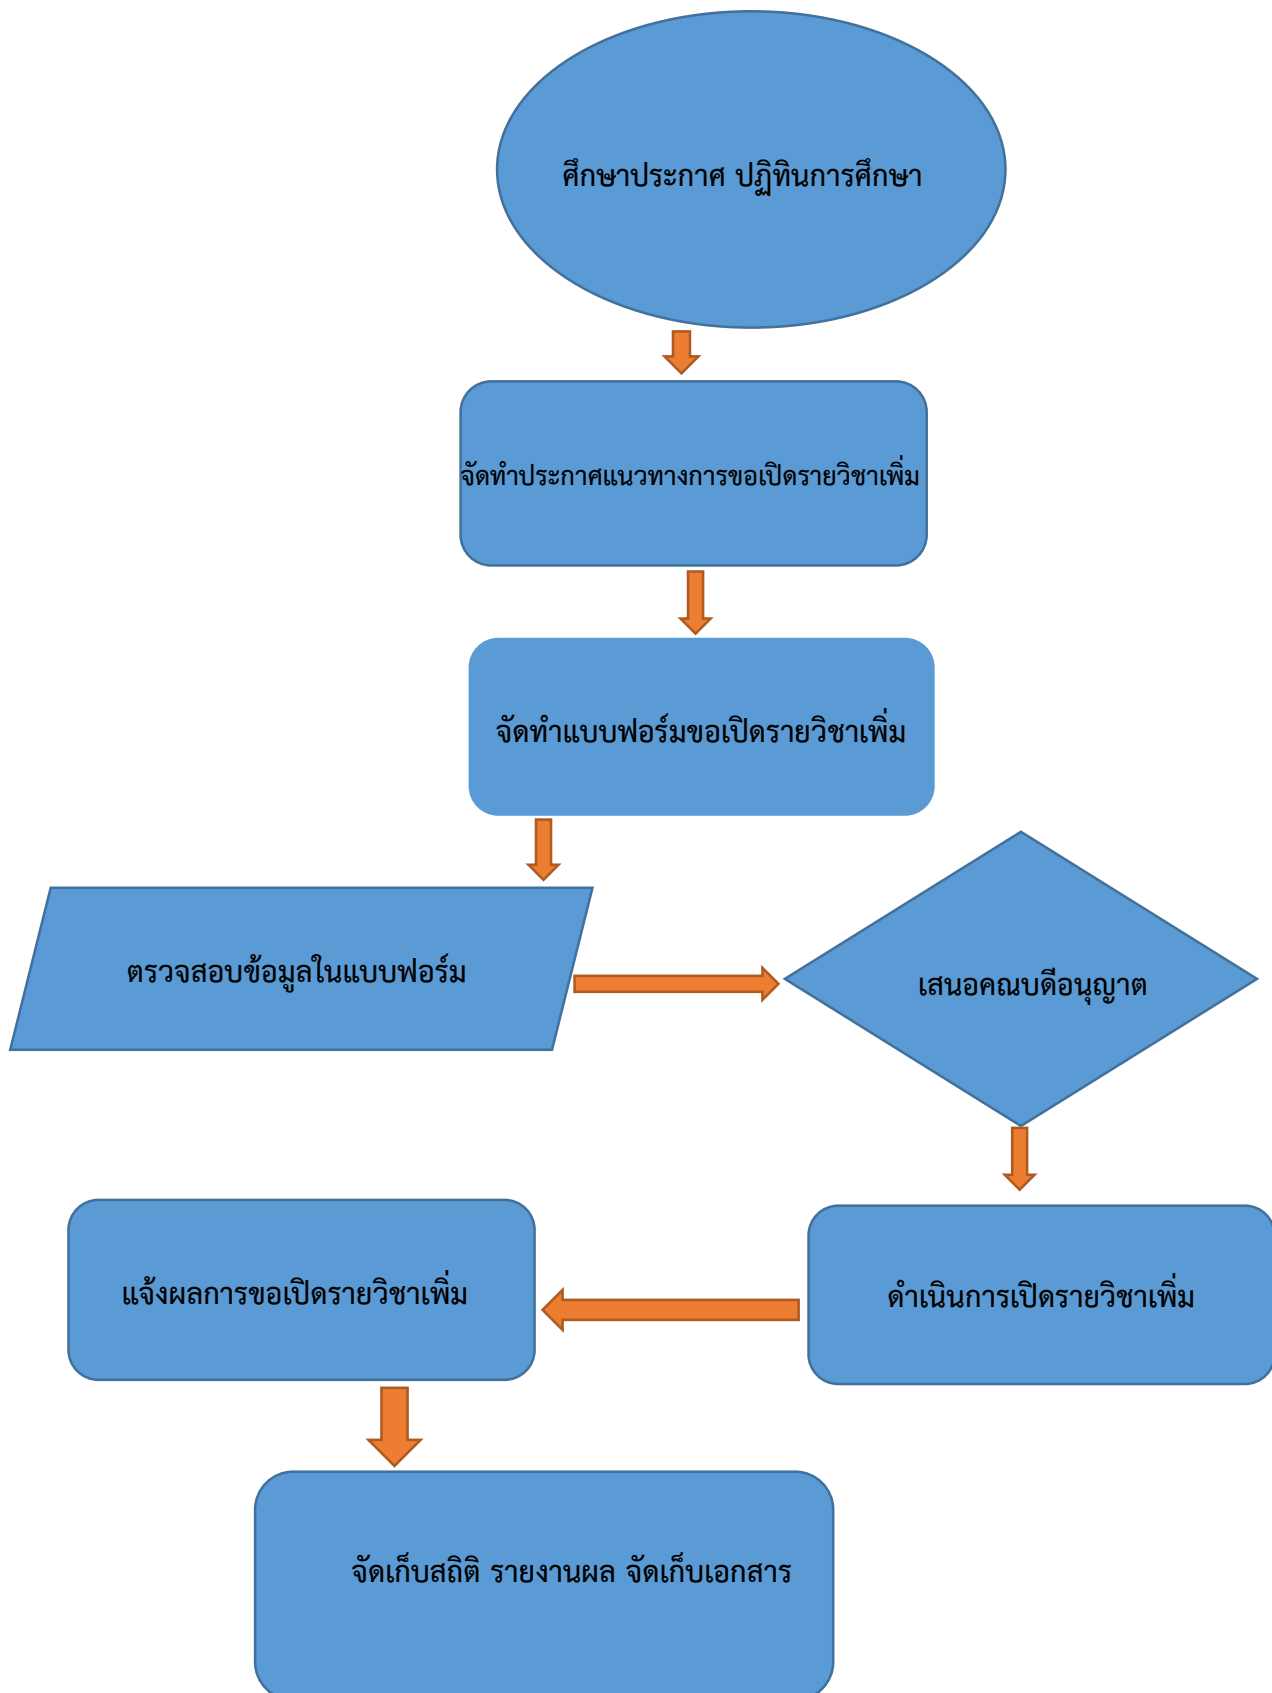 ศึกษาประกาศ ปฏิทินการศึกษา
จัดทำประกาศแนวทางการขอเปิดรายวิชาเพิ่ม
จัดทำแบบฟอร์มขอเปิดรายวิชาเพิ่ม
ตรวจสอบข้อมูลในแบบฟอร์ม
เสนอคณบดีอนุญาต
ดำเนินการเปิดรายวิชาเพิ่ม
แจ้งผลการขอเปิดรายวิชาเพิ่ม
จัดเก็บสถิติ รายงานผล จัดเก็บเอกสาร